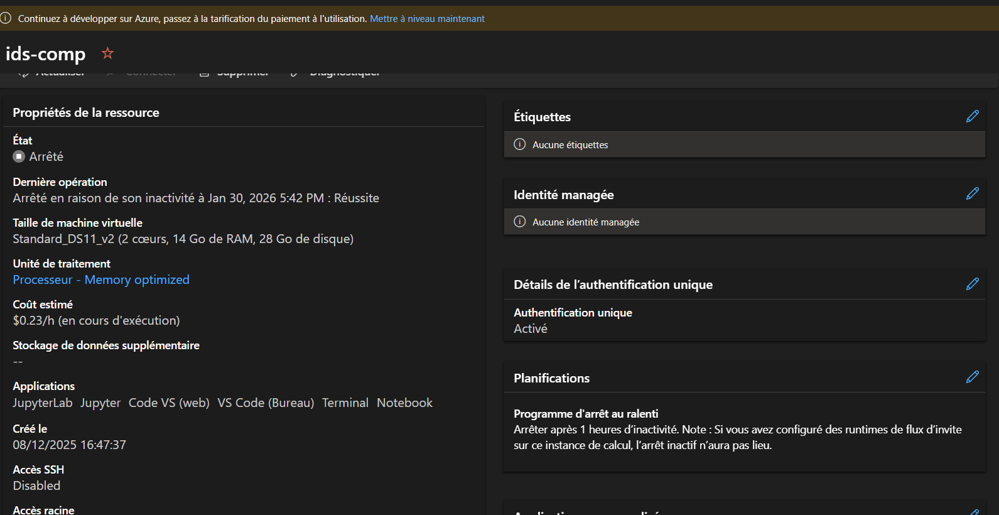 Continuez à développer sur Azure, passez à la tarification du paiement à l'utilisation. Mettre à niveau maintenant
ids-comp
Actualiser Connecter Supprimer Diagnostiquer
Propriétés de la ressource
État
Arrêté
Dernière opération
Arrêté en raison de son inactivité à Jan 30, 2026 5:42 PM : Réussite
Taille de machine virtuelle
Standard_DS11_v2 (2 cœurs, 14 Go de RAM, 28 Go de disque)
Unité de traitement
Processeur - Memory optimized
Coût estimé
$0.23/h (en cours d'exécution)
Stockage de données supplémentaire
--
Applications
JupyterLab Jupyter Code VS (web) VS Code (Bureau) Terminal Notebook
Créé le
08/12/2025 16:47:37
Accès SSH
Disabled
Accès racine
Étiquettes
Aucune étiquettes
Identité managée
Aucune identité managée
Détails de l’authentification unique
Authentification unique
Activé
Planifications
Programme d'arrêt au ralenti
Arrêter après 1 heures d’inactivité. Note : Si vous avez configuré des runtimes de flux d’invite
sur ce instance de calcul, l’arrêt inactif n’aura pas lieu.